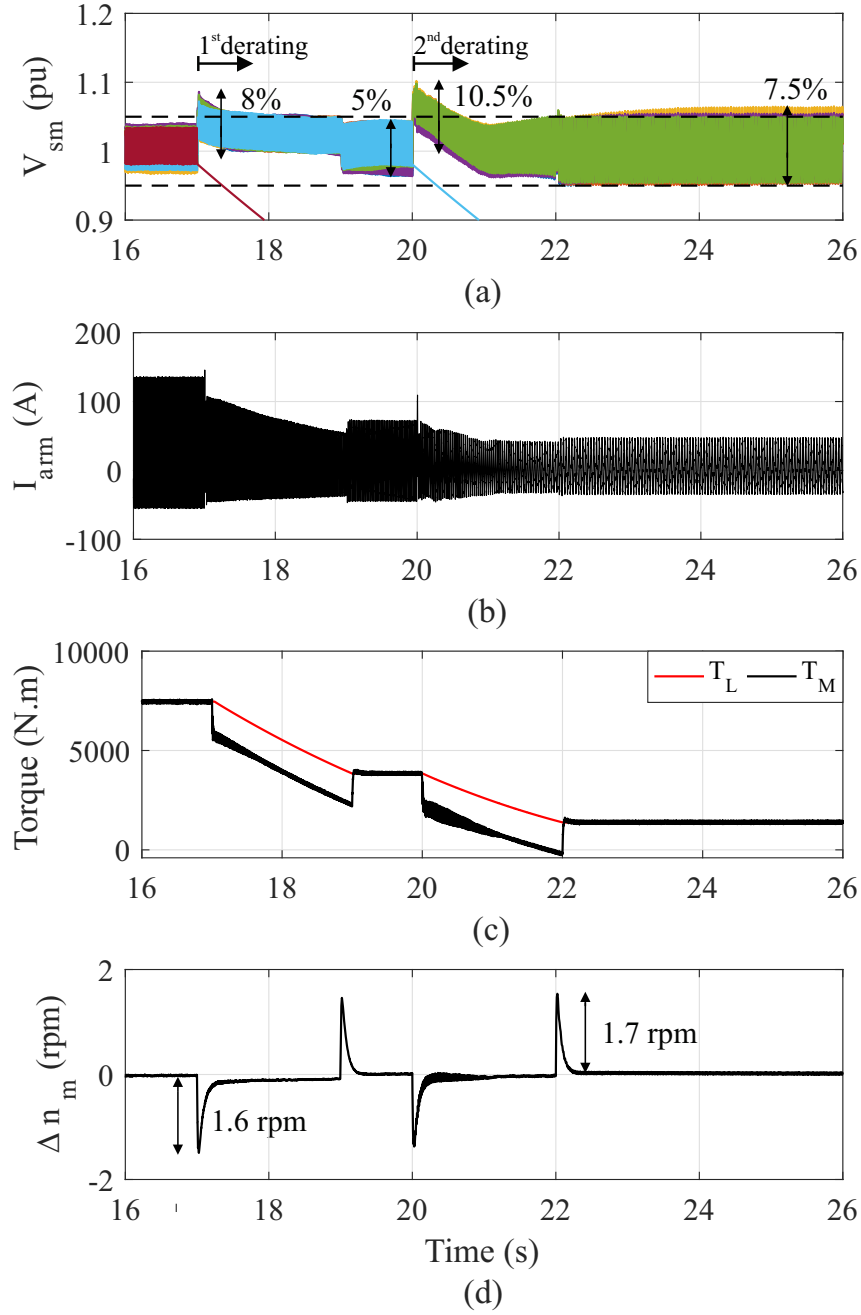 1.2
1st derating
2nd derating
1.1
8%
5%
10.5%
7.5%
V_sm (pu)
1
0.9
16 18 20 22 24 26
(a)
200
100
I_arm (A)
0
-100
16 18 20 22 24 26
(b)
10000
T_L T_M
Torque (N.m)
5000
0
16 18 20 22 24 26
(c)
2
1.7 rpm
Δ n_m (rpm)
0
1.6 rpm
-2
16 18 20 22 24 26
Time (s)
(d)